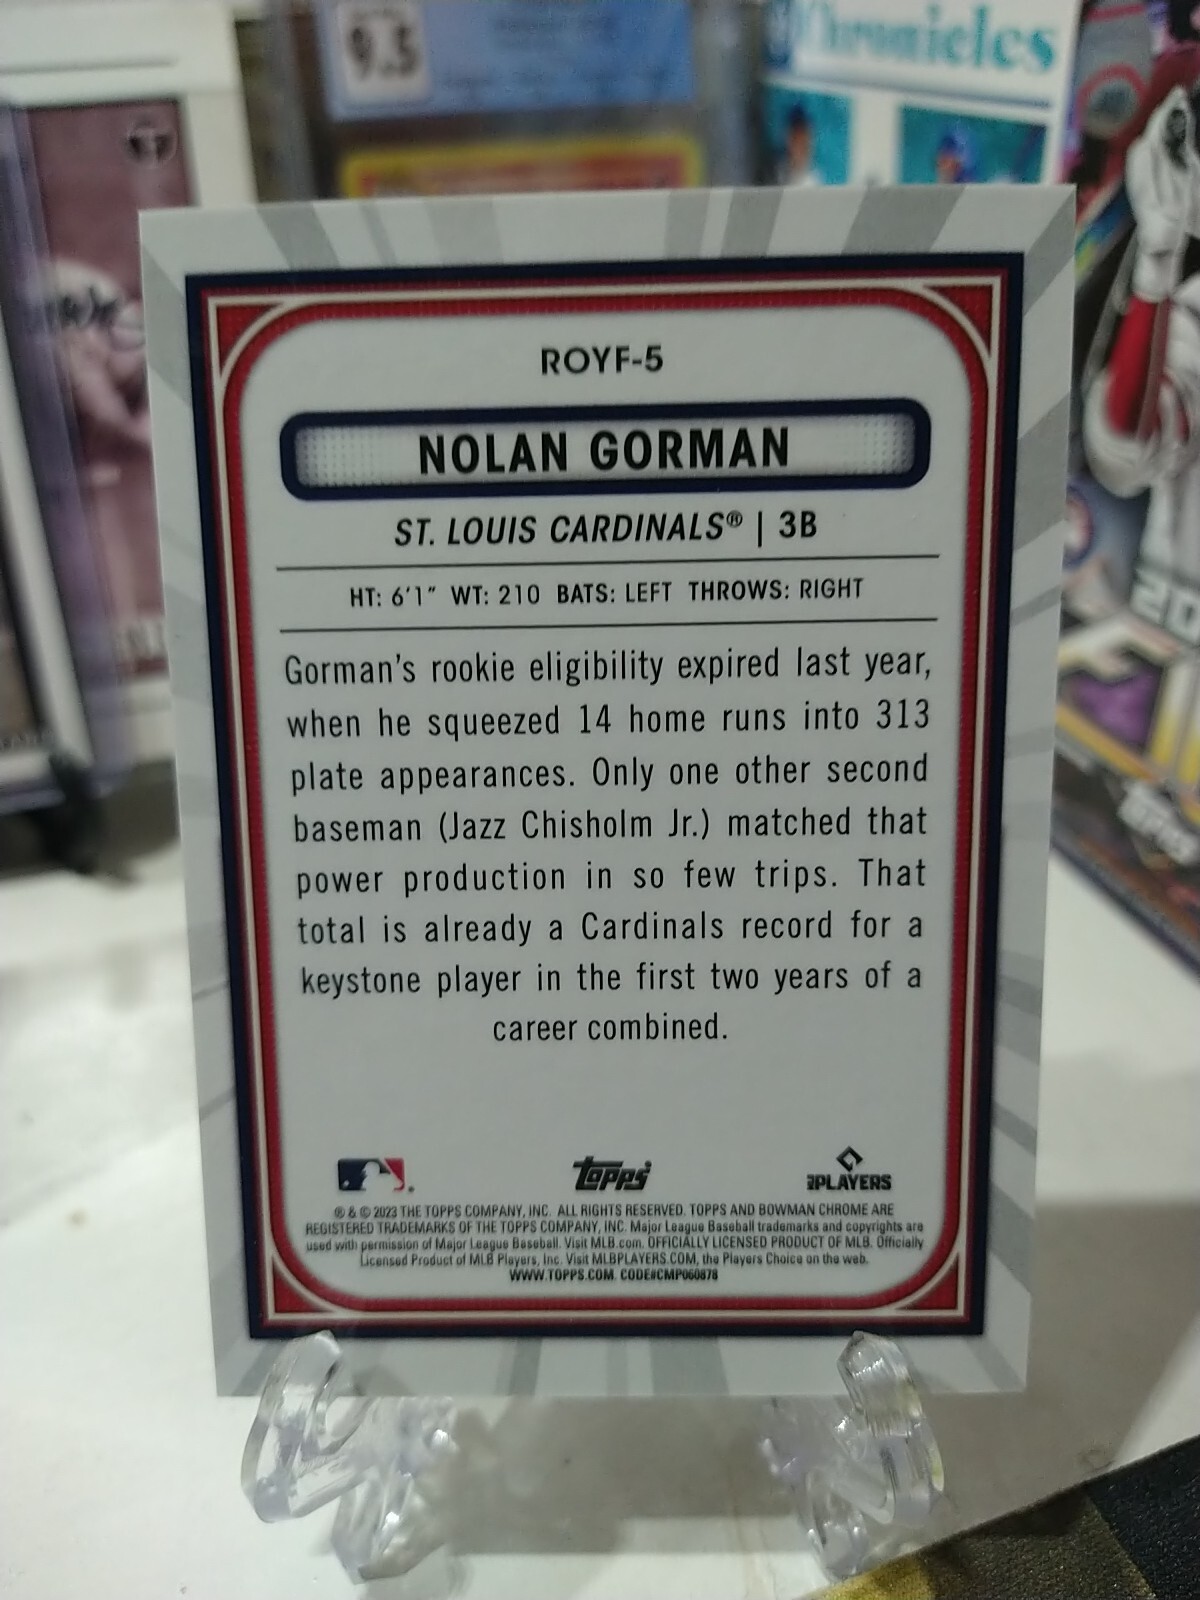 9.5
Chronicles
ROYF-5
NOLAN GORMAN
ST. LOUIS CARDINALS® | 3B
HT: 6'1" WT: 210 BATS: LEFT THROWS: RIGHT
Gorman's rookie eligibility expired last year,
when he squeezed 14 home runs into 313
plate appearances. Only one other second
baseman (Jazz Chisholm Jr.) matched that
power production in so few trips. That
total is already a Cardinals record for a
keystone player in the first two years of a
career combined.
topps
PLAYERS
® & © 2023 THE TOPPS COMPANY, INC. ALL RIGHTS RESERVED. TOPPS AND BOWMAN CHROME ARE
REGISTERED TRADEMARKS OF THE TOPPS COMPANY, INC. Major League Baseball trademarks and copyrights are
used with permission of Major League Baseball. Visit MLB.com. OFFICIALLY LICENSED PRODUCT OF MLB. Officially
Licensed Product of MLB Players, Inc. Visit MLBPLAYERS.COM, the Players Choice on the web.
WWW.TOPPS.COM. CODE#CMP060878
topps